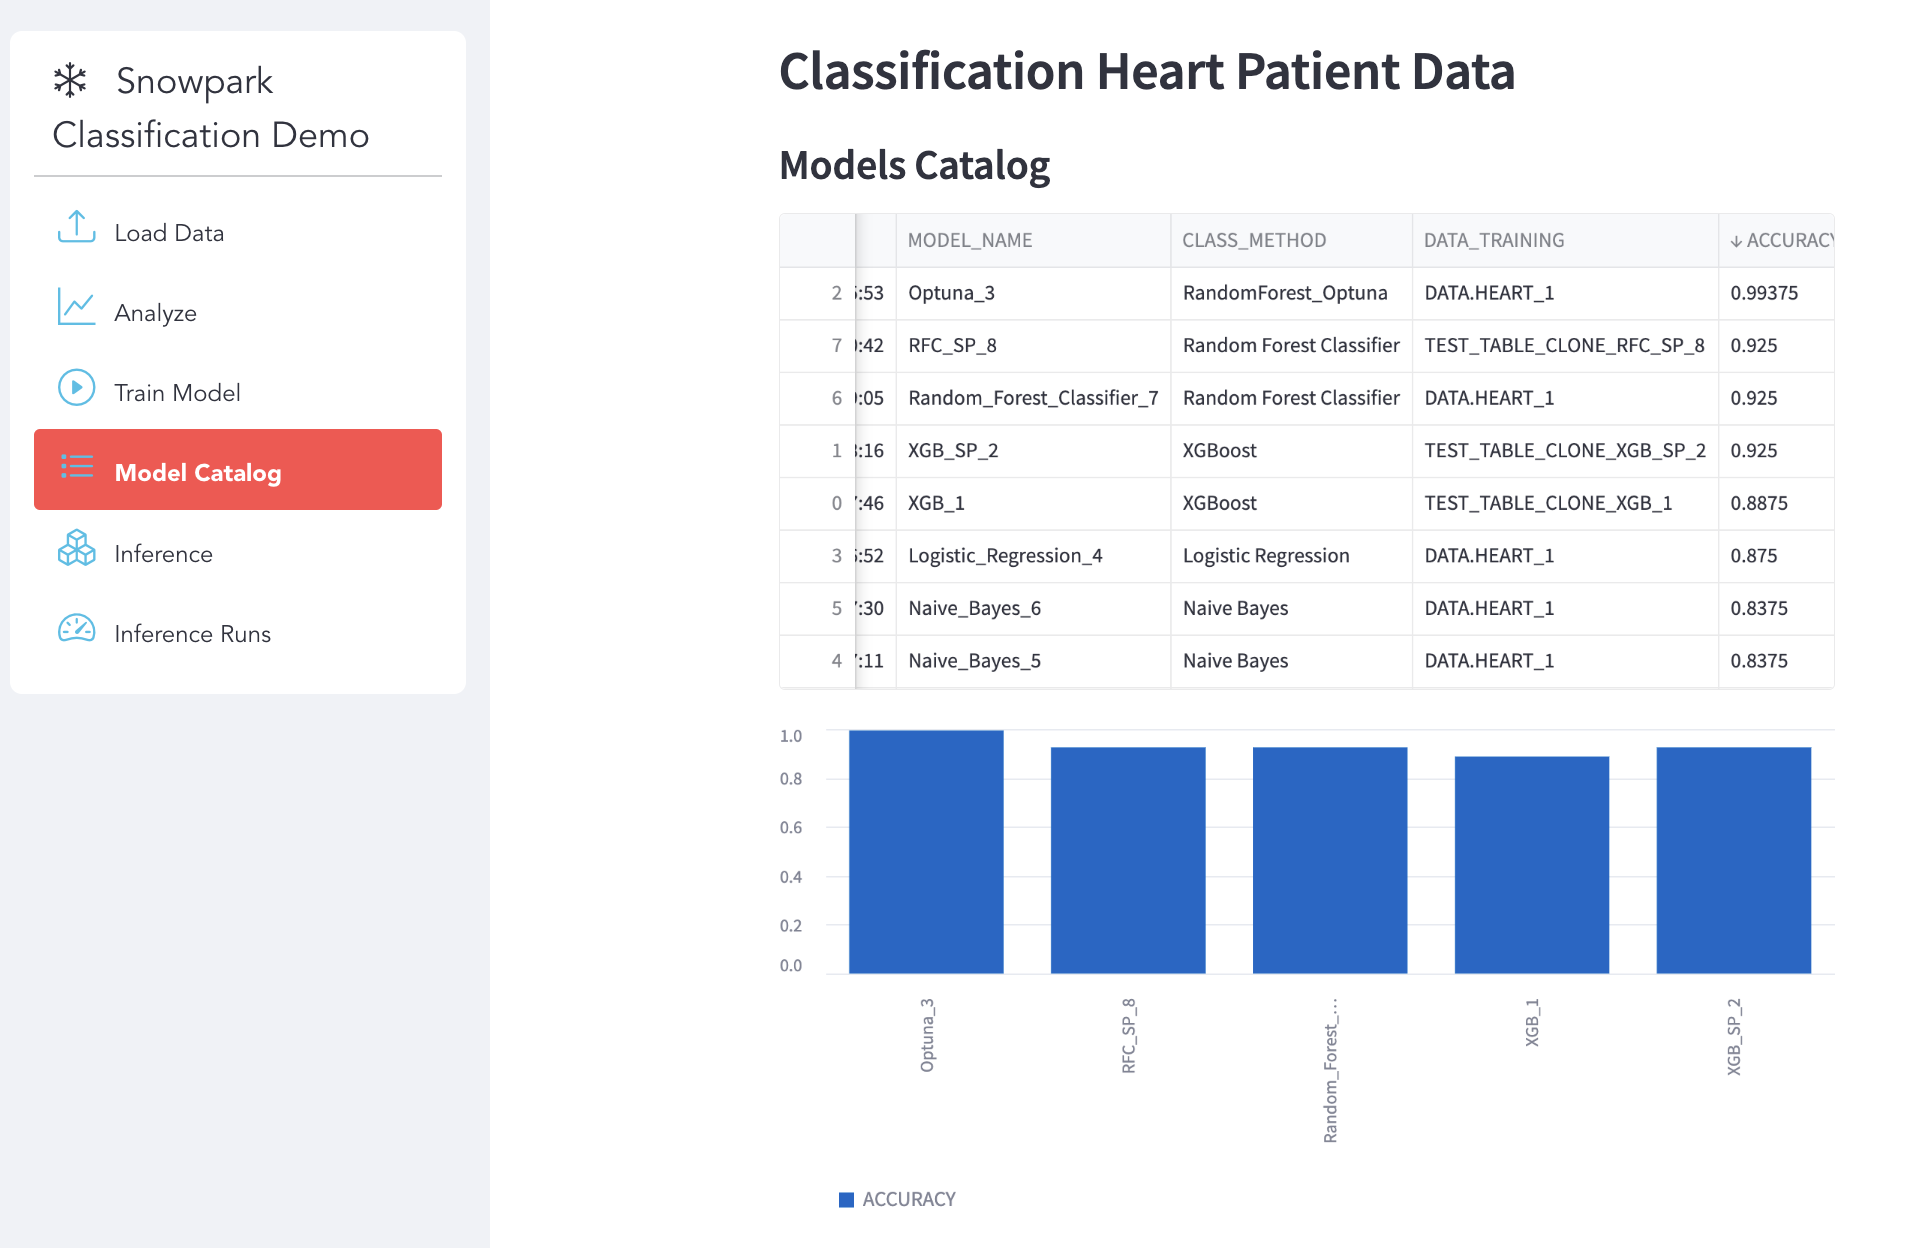 Snowpark
Classification Demo
Load Data
Analyze
Train Model
Model Catalog
Inference
Inference Runs
Classification Heart Patient Data
Models Catalog
MODEL_NAME CLASS_METHOD DATA_TRAINING ↓ ACCURACY
2 :53 Optuna_3 RandomForest_Optuna DATA.HEART_1 0.99375
7 :42 RFC_SP_8 Random Forest Classifier TEST_TABLE_CLONE_RFC_SP_8 0.925
6 :05 Random_Forest_Classifier_7 Random Forest Classifier DATA.HEART_1 0.925
1 :16 XGB_SP_2 XGBoost TEST_TABLE_CLONE_XGB_SP_2 0.925
0 :46 XGB_1 XGBoost TEST_TABLE_CLONE_XGB_1 0.8875
3 :52 Logistic_Regression_4 Logistic Regression DATA.HEART_1 0.875
5 :30 Naive_Bayes_6 Naive Bayes DATA.HEART_1 0.8375
4 :11 Naive_Bayes_5 Naive Bayes DATA.HEART_1 0.8375
1.0
0.8
0.6
0.4
0.2
0.0
Optuna_3
RFC_SP_8
Random_Forest_...
XGB_1
XGB_SP_2
ACCURACY